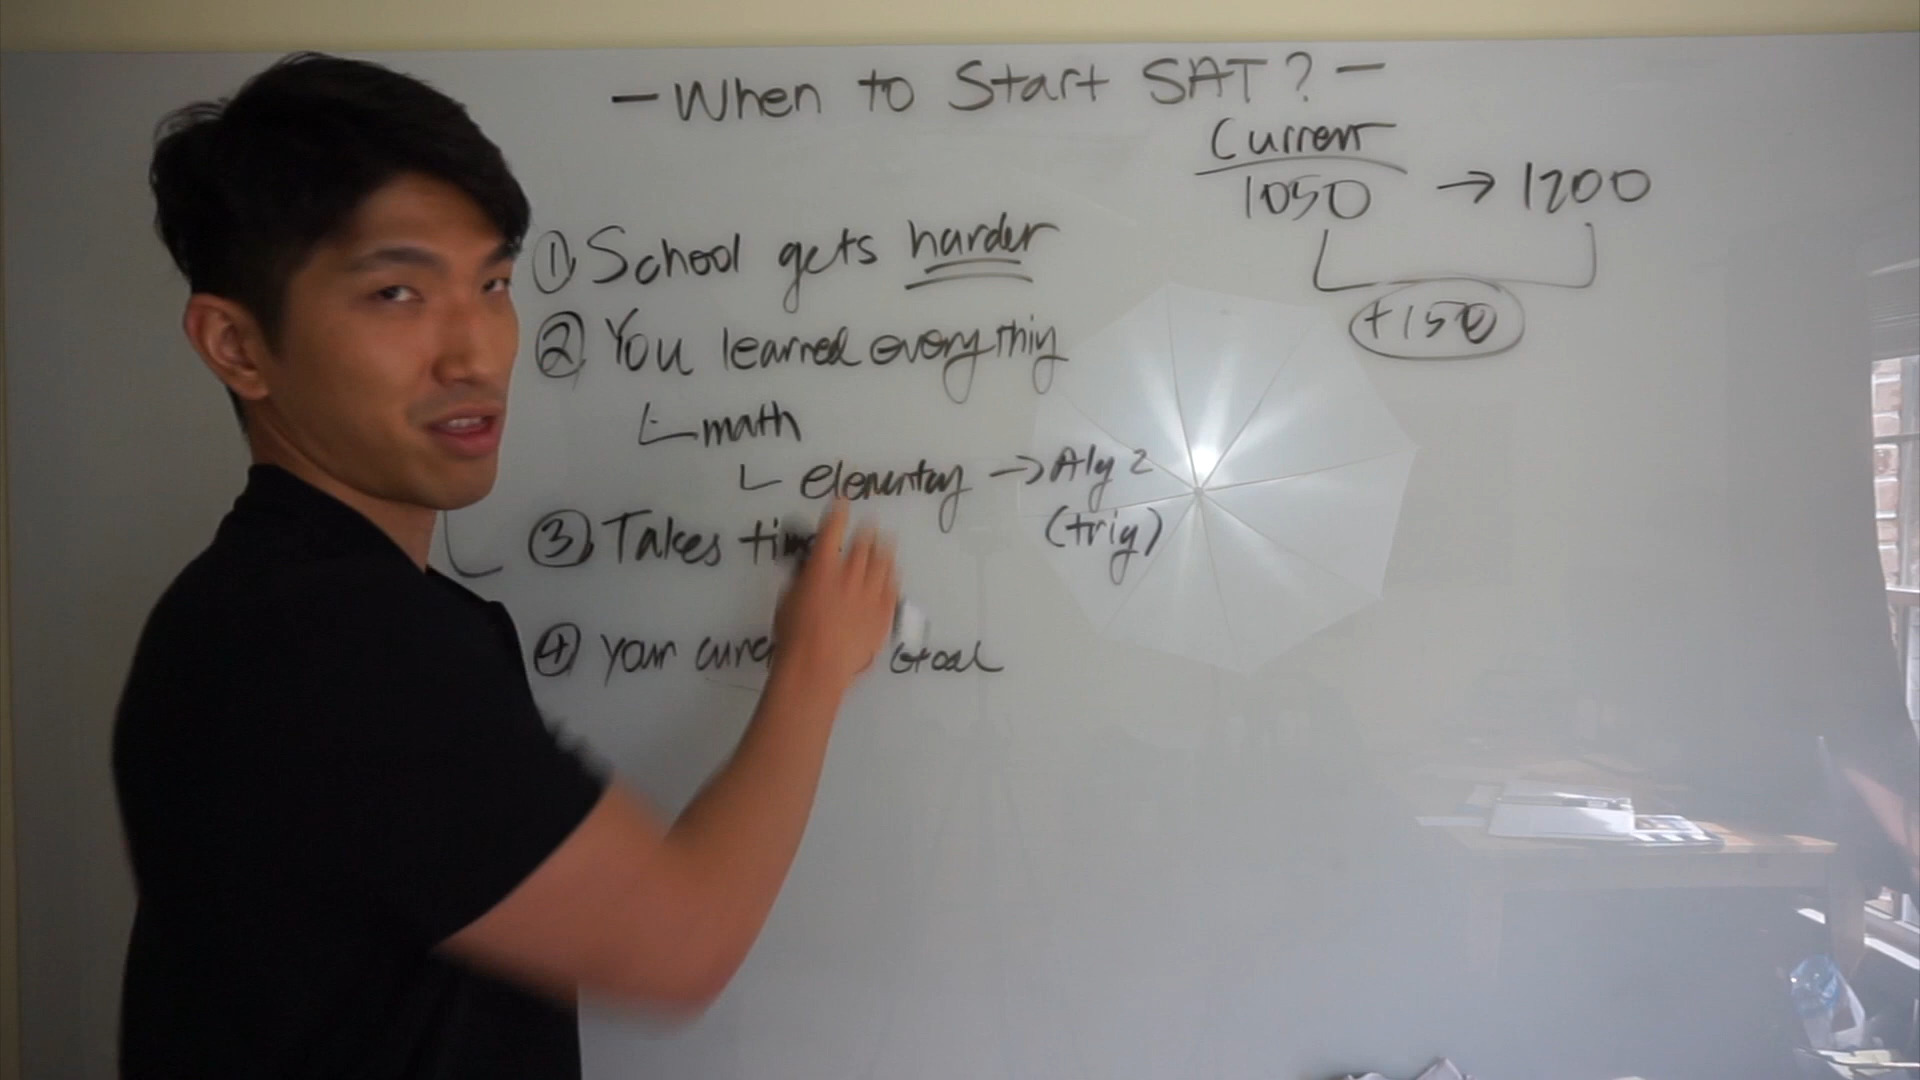 - When to Start SAT? -
Current
1050 → 1200
+150
① School gets harder
② You learned everything
math
elementary → Alg 2
(trig)
③ Takes time
④ your Goal